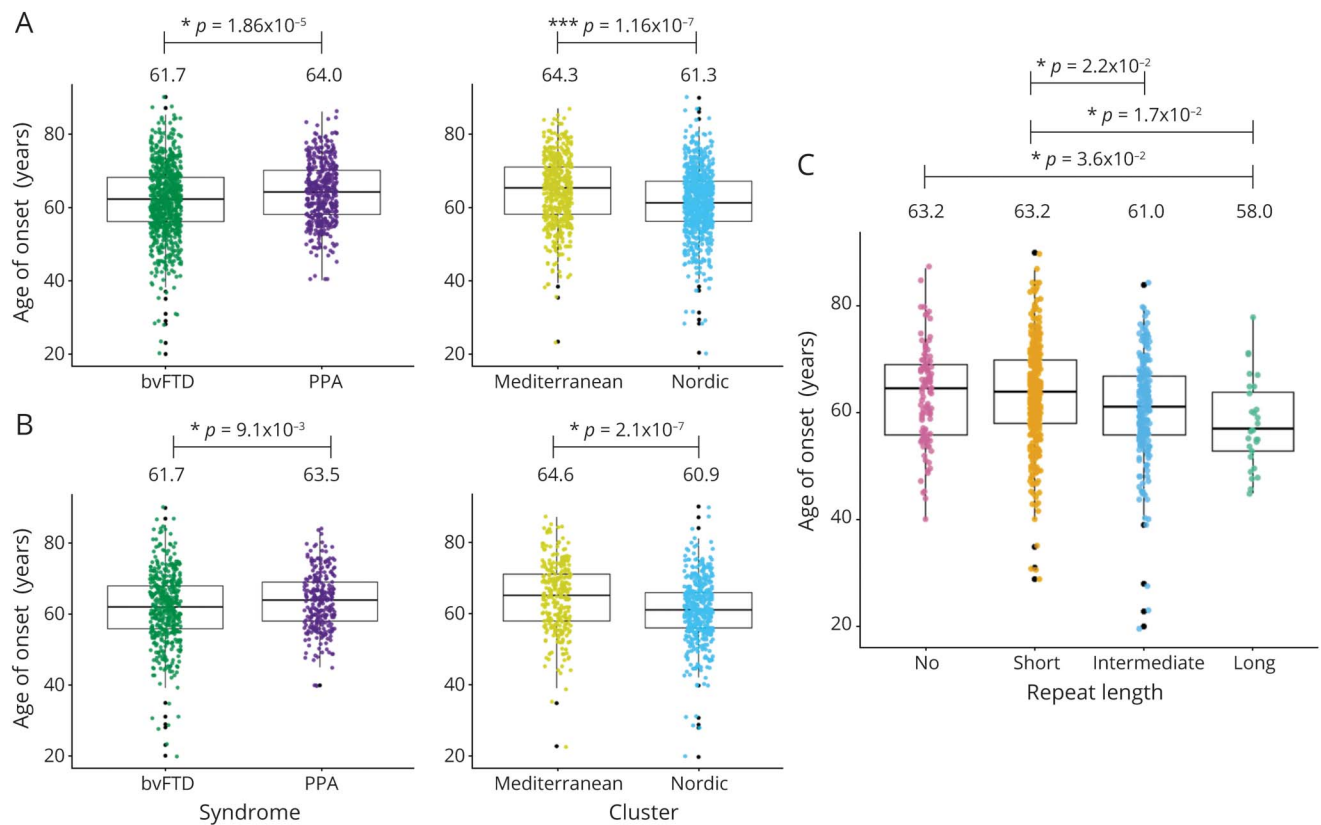 A
* p = 1.86x10⁻⁵
61.7 64.0
Age of onset (years)
80
60
40
20
bvFTD PPA
*** p = 1.16x10⁻⁷
64.3 61.3
80
60
40
20
Mediterranean Nordic
B
* p = 9.1x10⁻³
61.7 63.5
Age of onset (years)
80
60
40
20
bvFTD PPA
Syndrome
* p = 2.1x10⁻⁷
64.6 60.9
80
60
40
20
Mediterranean Nordic
Cluster
C
* p = 2.2x10⁻²
* p = 1.7x10⁻²
* p = 3.6x10⁻²
63.2 63.2 61.0 58.0
Age of onset (years)
80
60
40
20
No Short Intermediate Long
Repeat length